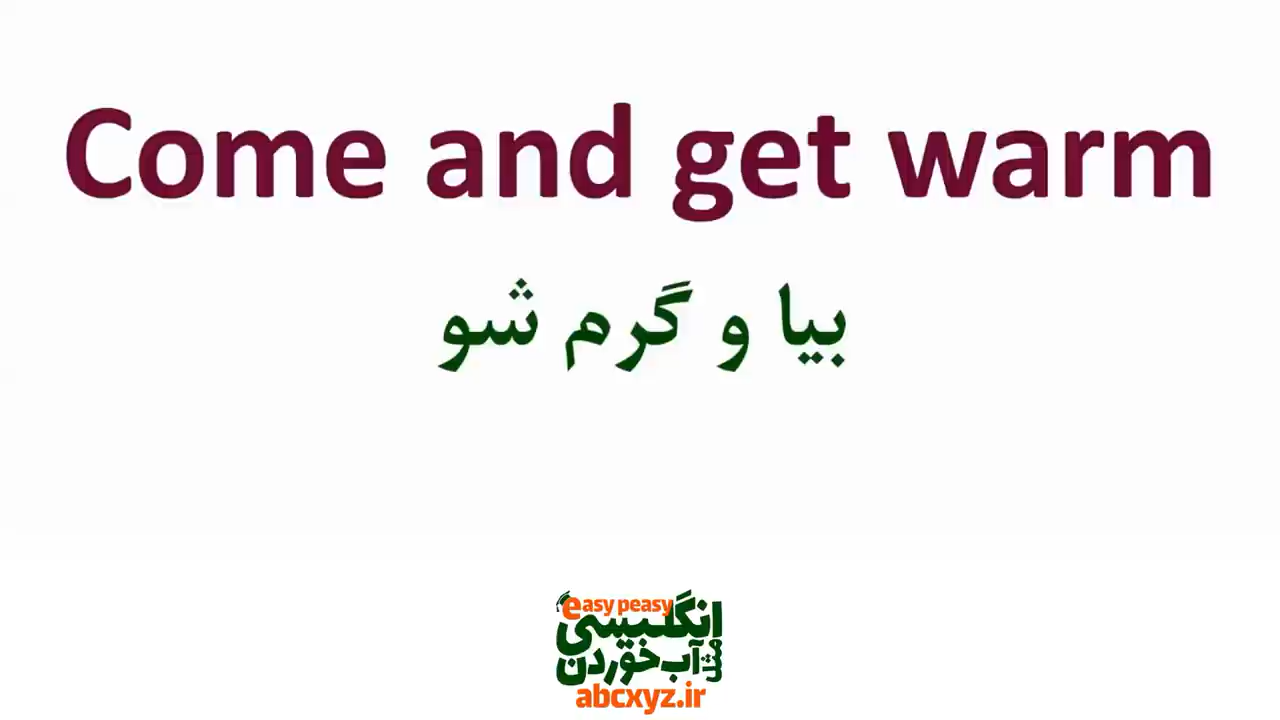 Come and get warm
بیا و گرم شو
easy peasy
انگلیسی
مثل آب خوردن
abcxyz.ir